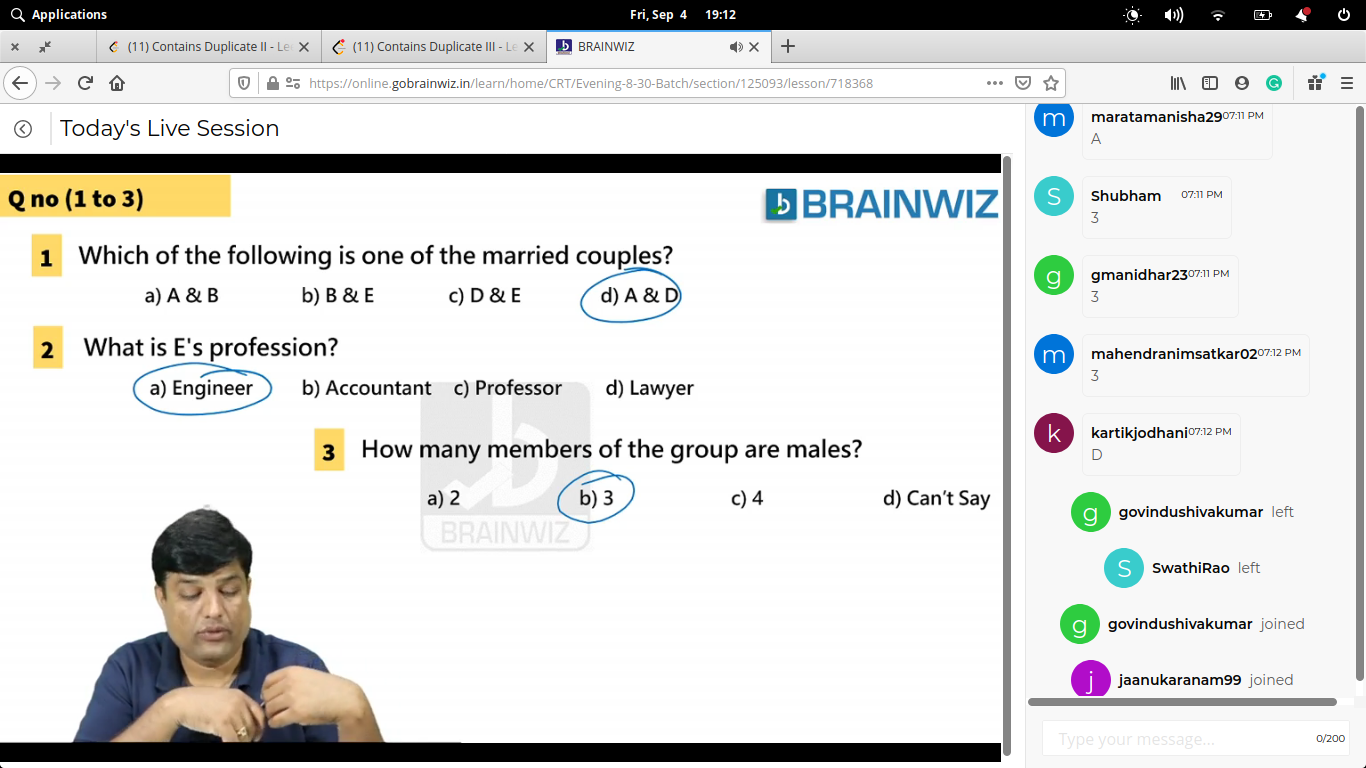 Applications
Fri, Sep 4 19:12
(11) Contains Duplicate II - Le
(11) Contains Duplicate III - Le
BRAINWIZ
https://online.gobrainwiz.in/learn/home/CRT/Evening-8-30-Batch/section/125093/lesson/718368
Today's Live Session
Q no (1 to 3)
BRAINWIZ
1 Which of the following is one of the married couples?
a) A & B b) B & E c) D & E d) A & D
2 What is E's profession?
a) Engineer b) Accountant c) Professor d) Lawyer
3 How many members of the group are males?
a) 2 b) 3 c) 4 d) Can't Say
BRAINWIZ
m maratamanisha29 07:11 PM
A
S Shubham 07:11 PM
3
g gmanidhar23 07:11 PM
3
m mahendranimsatkar02 07:12 PM
3
k kartikjodhani 07:12 PM
D
g govindushivakumar left
S SwathiRao left
g govindushivakumar joined
j jaanukaranam99 joined
Type your message... 0/200